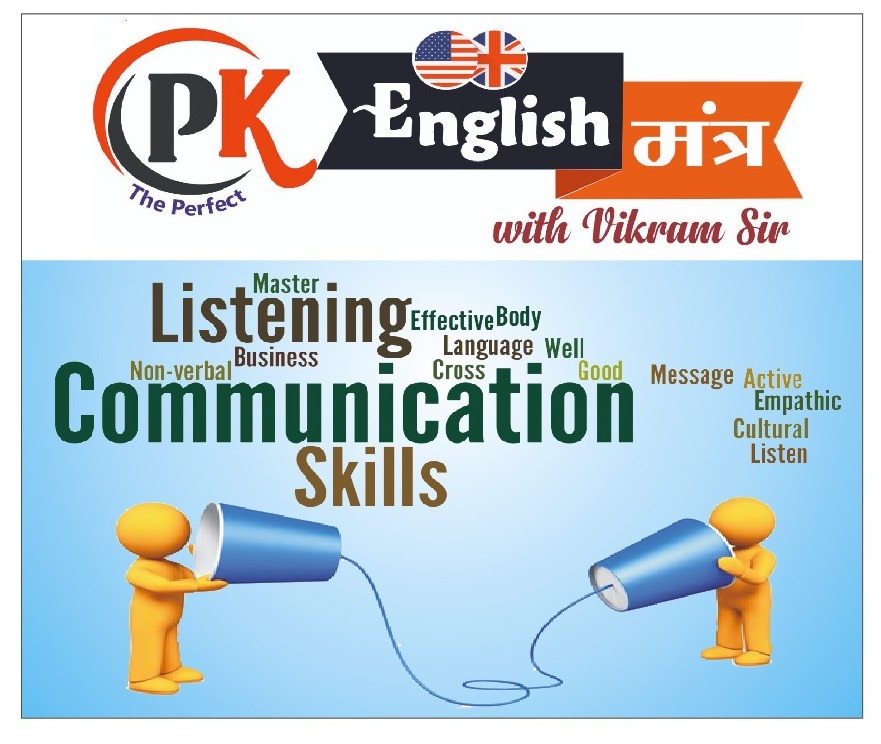 PK
English मंत्र
The Perfect
with Vikram Sir
Master
Listening
Effective Body
Language Well
Business
Non-verbal Cross Good
Message Active
Communication
Empathic
Cultural
Listen
Skills